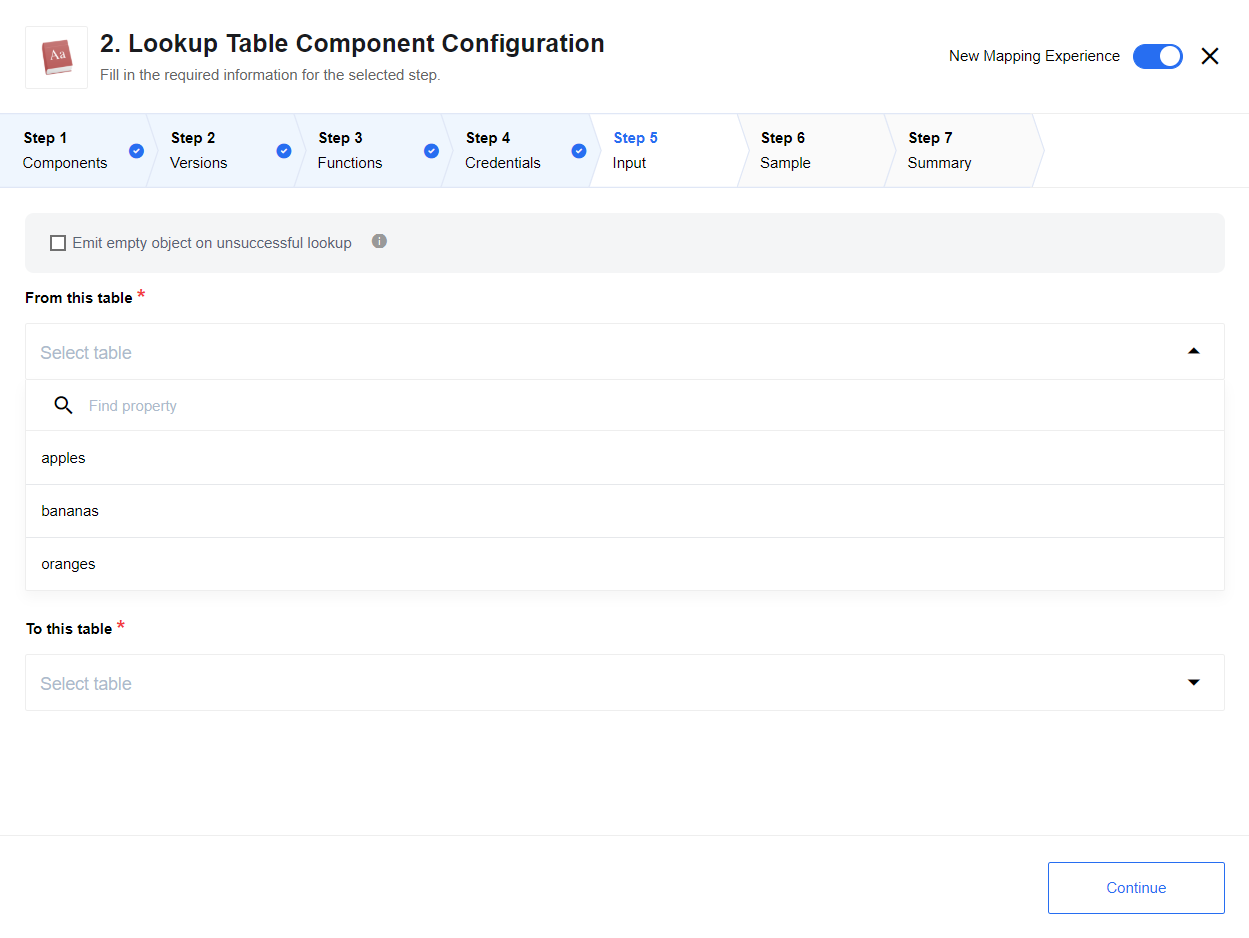 Aa
2. Lookup Table Component Configuration
Fill in the required information for the selected step.
New Mapping Experience
Step 1
Components
Step 2
Versions
Step 3
Functions
Step 4
Credentials
Step 5
Input
Step 6
Sample
Step 7
Summary
Emit empty object on unsuccessful lookup
From this table *
Select table
Find property
apples
bananas
oranges
To this table *
Select table
Continue